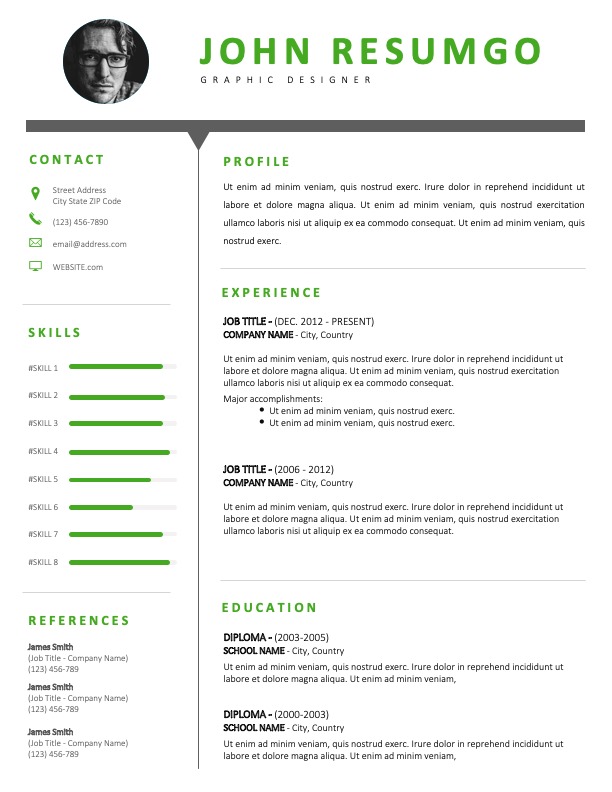 JOHN RESUMGO
GRAPHIC DESIGNER
CONTACT
Street Address
City State ZIP Code
(123) 456-7890
email@address.com
WEBSITE.com
SKILLS
#SKILL 1
#SKILL 2
#SKILL 3
#SKILL 4
#SKILL 5
#SKILL 6
#SKILL 7
#SKILL 8
REFERENCES
James Smith
(Job Title - Company Name)
(123) 456-789
James Smith
(Job Title - Company Name)
(123) 456-789
James Smith
(Job Title - Company Name)
(123) 456-789
PROFILE
Ut enim ad minim veniam, quis nostrud exerc. Irure dolor in reprehend incididunt ut
labore et dolore magna aliqua. Ut enim ad minim veniam, quis nostrud exercitation
ullamco laboris nisi ut aliquip ex ea commodo consequat. Ut enim ad minim veniam, quis
nostrud exerc.
EXPERIENCE
JOB TITLE - (DEC. 2012 - PRESENT)
COMPANY NAME - City, Country
Ut enim ad minim veniam, quis nostrud exerc. Irure dolor in reprehend incididunt ut
labore et dolore magna aliqua. Ut enim ad minim veniam, quis nostrud exercitation
ullamco laboris nisi ut aliquip ex ea commodo consequat.
Major accomplishments:
• Ut enim ad minim veniam, quis nostrud exerc.
• Ut enim ad minim veniam, quis nostrud exerc.
JOB TITLE - (2006 - 2012)
COMPANY NAME - City, Country
Ut enim ad minim veniam, quis nostrud exerc. Irure dolor in reprehend incididunt ut
labore et dolore magna aliqua. Ut enim ad minim veniam, quis nostrud exercitation
ullamco laboris nisi ut aliquip ex ea commodo consequat.
EDUCATION
DIPLOMA - (2003-2005)
SCHOOL NAME - City, Country
Ut enim ad minim veniam, quis nostrud exerc. Irure dolor in reprehend incididunt ut
labore et dolore magna aliqua. Ut enim ad minim veniam,
DIPLOMA - (2000-2003)
SCHOOL NAME - City, Country
Ut enim ad minim veniam, quis nostrud exerc. Irure dolor in reprehend incididunt ut
labore et dolore magna aliqua. Ut enim ad minim veniam,